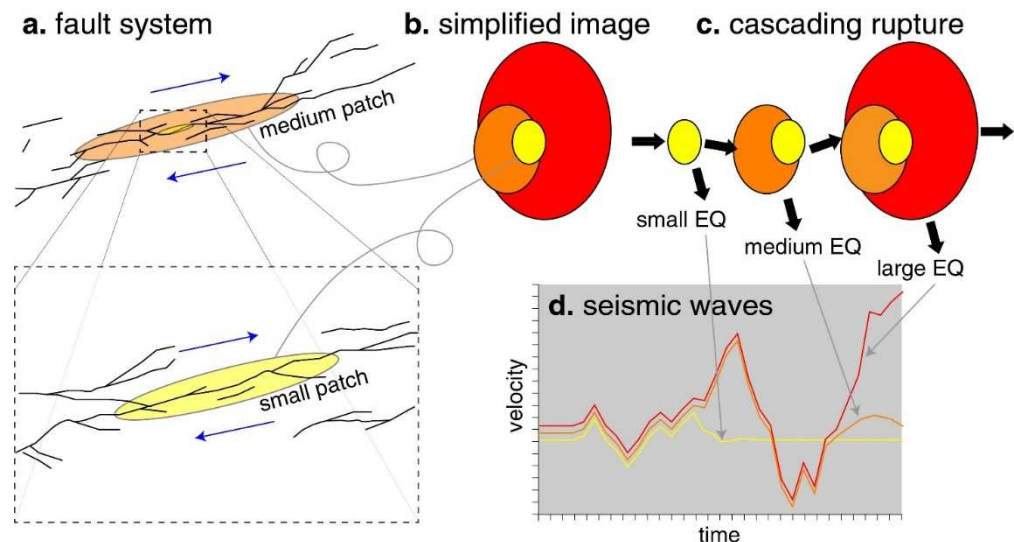 a. fault system
b. simplified image
c. cascading rupture
medium patch
small EQ
medium EQ
large EQ
small patch
d. seismic waves
velocity
time